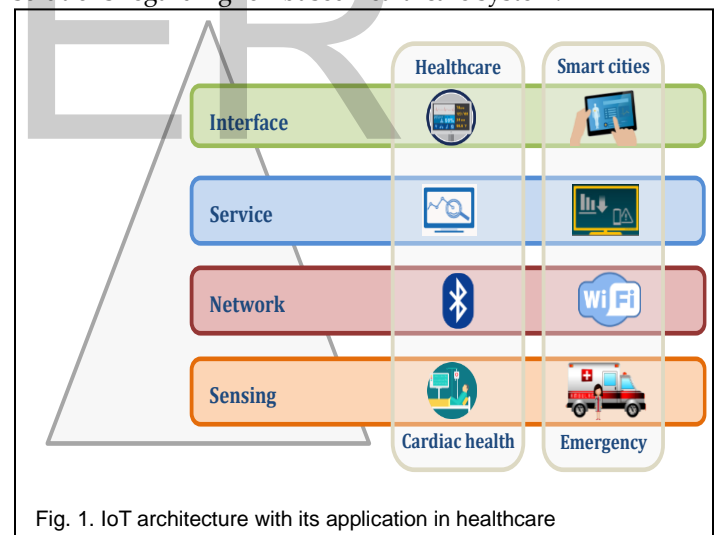 ER
Healthcare Smart cities
Interface
Service
Network
WiFi
Sensing
Cardiac health Emergency
Fig. 1. IoT architecture with its application in healthcare